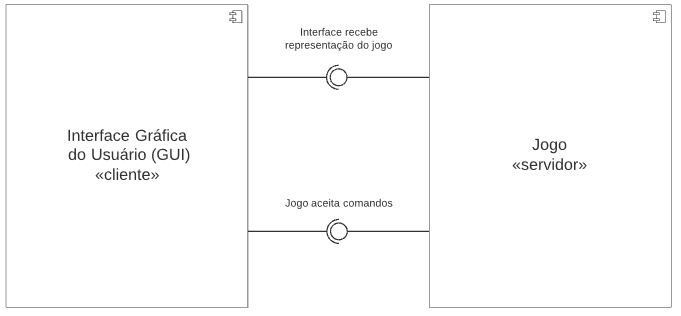 Interface recebe
representação do jogo
Interface Gráfica
do Usuário (GUI)
«cliente»
Jogo
«servidor»
Jogo aceita comandos